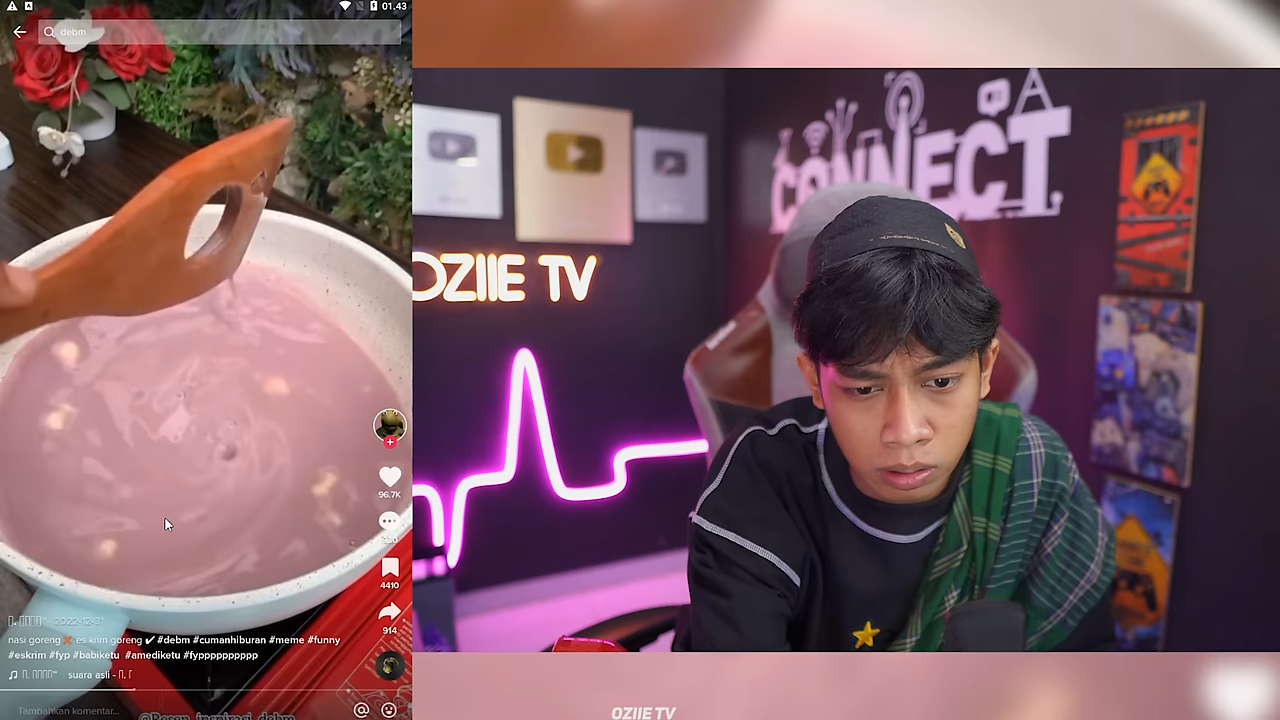 01.43
debm
CONNECT
OZIIE TV
96.7K
4410
914
nasi goreng❌ es krim goreng ✔ #debm #cumanhiburan #meme #funny
#eskrim #fyp #babiketu #amediketu #fypppppppppp
suara asli -
Tambahkan komentar...
@Resep_inspirasi_debm
OZIIE TV